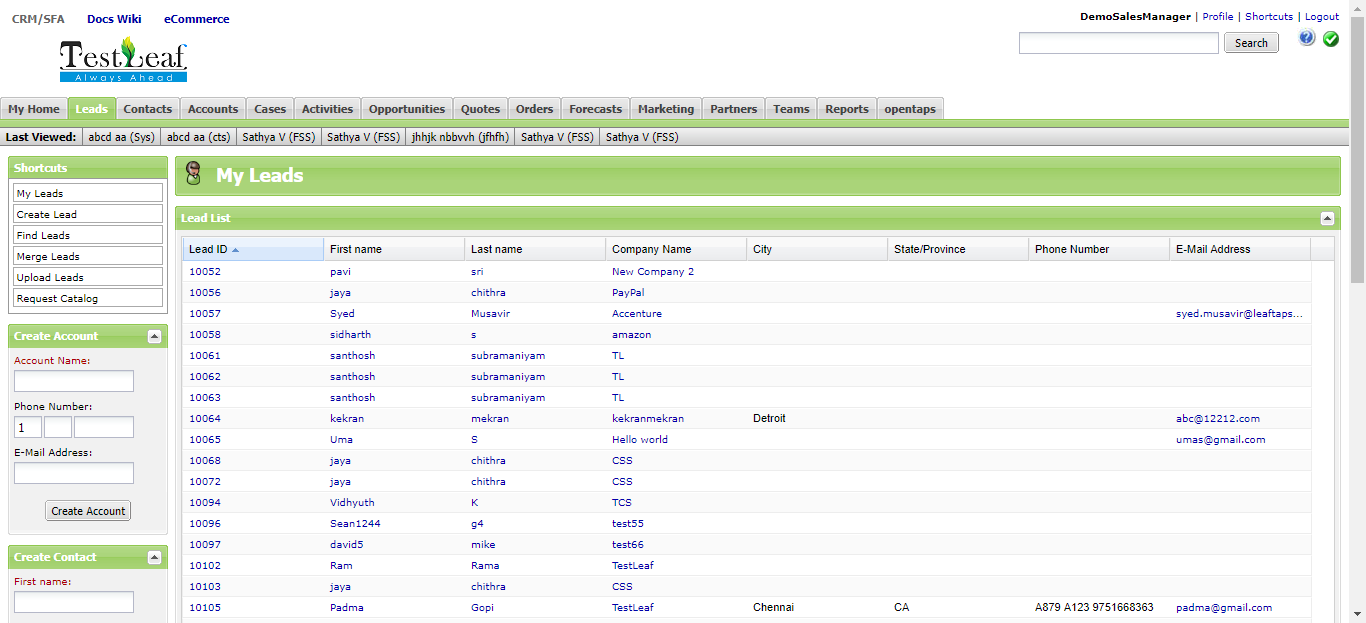 CRM/SFA Docs Wiki eCommerce
DemoSalesManager | Profile | Shortcuts | Logout
Search
TestLeaf
Always Ahead
My Home Leads Contacts Accounts Cases Activities Opportunities Quotes Orders Forecasts Marketing Partners Teams Reports opentaps
Last Viewed: abcd aa (Sys) abcd aa (cts) Sathya V (FSS) Sathya V (FSS) jhhjk nbbvvh (jfhfh) Sathya V (FSS) Sathya V (FSS)
Shortcuts
My Leads
Create Lead
Find Leads
Merge Leads
Upload Leads
Request Catalog
Create Account
Account Name:
Phone Number:
1
E-Mail Address:
Create Account
Create Contact
First name:
My Leads
Lead List
Lead ID First name Last name Company Name City State/Province Phone Number E-Mail Address
10052 pavi sri New Company 2
10056 jaya chithra PayPal
10057 Syed Musavir Accenture syed.musavir@leaftaps...
10058 sidharth s amazon
10061 santhosh subramaniyam TL
10062 santhosh subramaniyam TL
10063 santhosh subramaniyam TL
10064 kekran mekran kekranmekran Detroit abc@12212.com
10065 Uma S Hello world umas@gmail.com
10068 jaya chithra CSS
10072 jaya chithra CSS
10094 Vidhyuth K TCS
10096 Sean1244 g4 test55
10097 david5 mike test66
10102 Ram Rama TestLeaf
10103 jaya chithra CSS
10105 Padma Gopi TestLeaf Chennai CA A879 A123 9751668363 padma@gmail.com